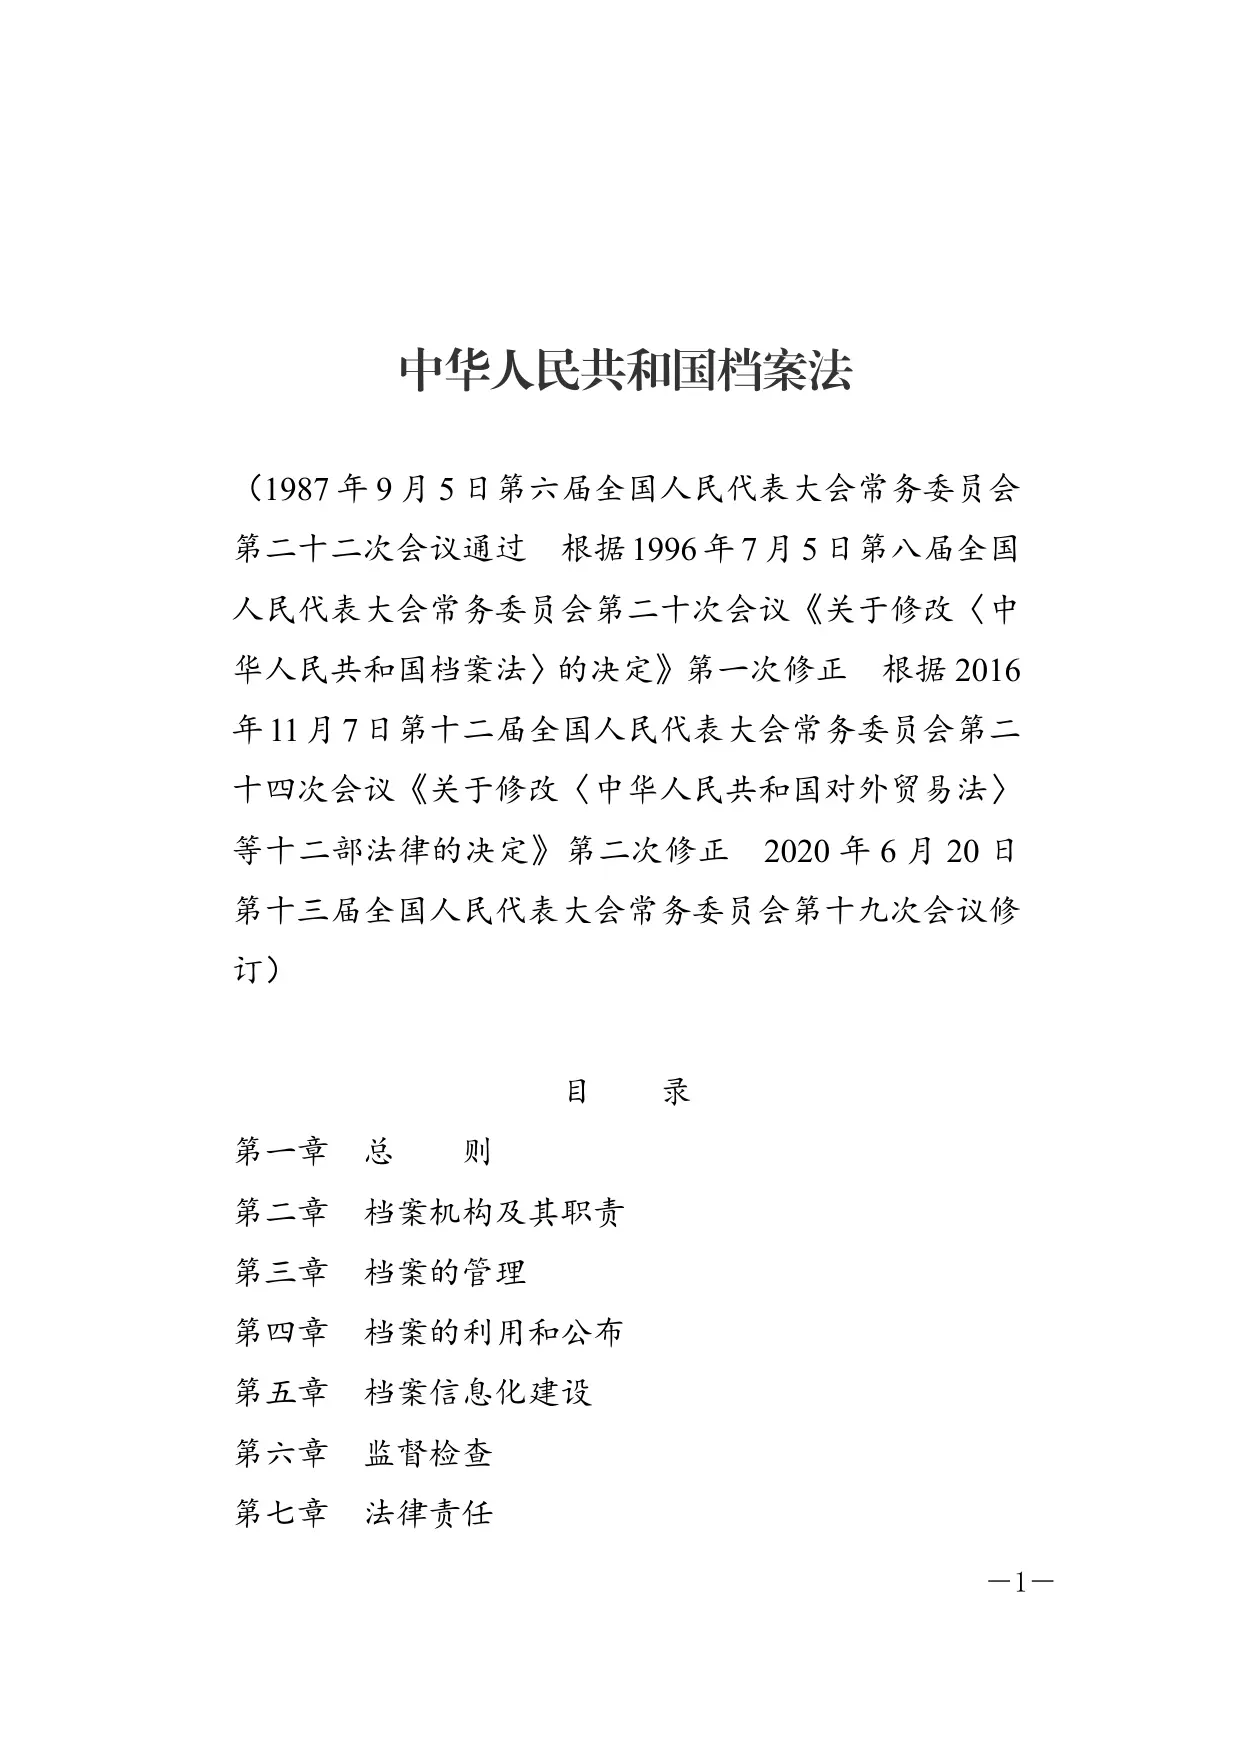 中华人民共和国档案法
（1987年9月5日第六届全国人民代表大会常务委员会
第二十二次会议通过　根据1996年7月5日第八届全国
人民代表大会常务委员会第二十次会议《关于修改〈中
华人民共和国档案法〉的决定》第一次修正　根据2016
年11月7日第十二届全国人民代表大会常务委员会第二
十四次会议《关于修改〈中华人民共和国对外贸易法〉
等十二部法律的决定》第二次修正　2020年6月20日
第十三届全国人民代表大会常务委员会第十九次会议修
订）
目　　录
第一章　总　　则
第二章　档案机构及其职责
第三章　档案的管理
第四章　档案的利用和公布
第五章　档案信息化建设
第六章　监督检查
第七章　法律责任
—1—